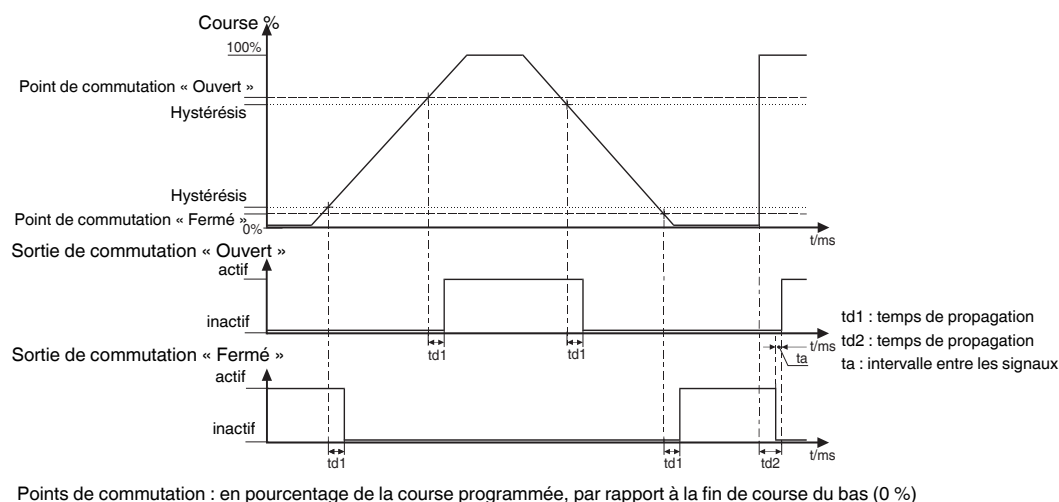 Course %
100%
Point de commutation « Ouvert »
Hystérésis
Hystérésis
Point de commutation « Fermé »
0%
t/ms
Sortie de commutation « Ouvert »
actif
inactif
td1
td1
t/ms
ta
td1 : temps de propagation
td2 : temps de propagation
ta : intervalle entre les signaux
Sortie de commutation « Fermé »
actif
inactif
td1
td1
td2
t/ms
Points de commutation : en pourcentage de la course programmée, par rapport à la fin de course du bas (0 %)